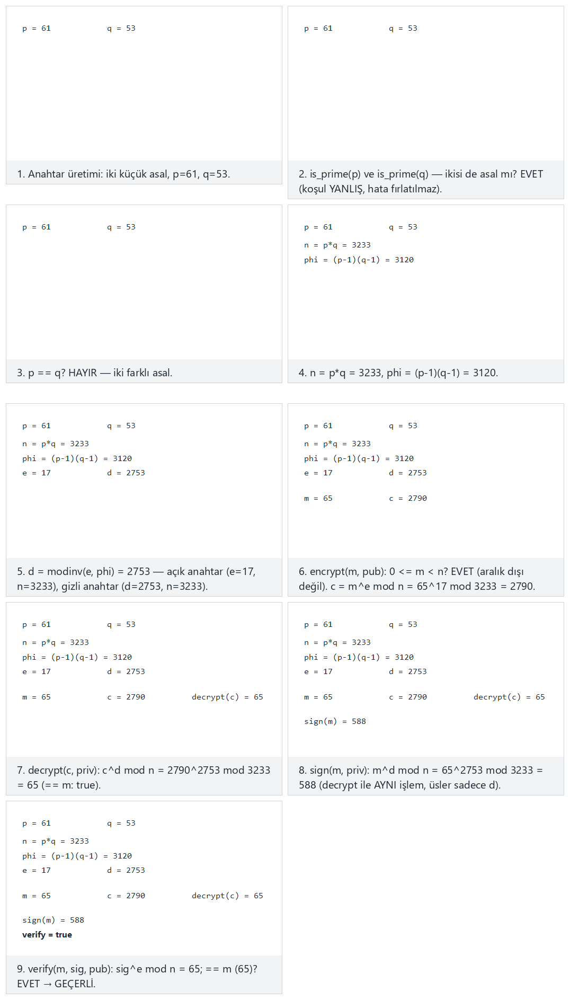 p = 61 q = 53
1. Anahtar üretimi: iki küçük asal, p=61, q=53.
p = 61 q = 53
2. is_prime(p) ve is_prime(q) — ikisi de asal mı? EVET
(koşul YANLIŞ, hata fırlatılmaz).
p = 61 q = 53
3. p == q? HAYIR — iki farklı asal.
p = 61 q = 53
n = p*q = 3233
phi = (p-1)(q-1) = 3120
4. n = p*q = 3233, phi = (p-1)(q-1) = 3120.
p = 61 q = 53
n = p*q = 3233
phi = (p-1)(q-1) = 3120
e = 17 d = 2753
5. d = modinv(e, phi) = 2753 — açık anahtar (e=17,
n=3233), gizli anahtar (d=2753, n=3233).
p = 61 q = 53
n = p*q = 3233
phi = (p-1)(q-1) = 3120
e = 17 d = 2753
m = 65 c = 2790
6. encrypt(m, pub): 0 <= m < n? EVET (aralık dışı
değil). c = m^e mod n = 65^17 mod 3233 = 2790.
p = 61 q = 53
n = p*q = 3233
phi = (p-1)(q-1) = 3120
e = 17 d = 2753
m = 65 c = 2790 decrypt(c) = 65
7. decrypt(c, priv): c^d mod n = 2790^2753 mod 3233
= 65 (== m: true).
p = 61 q = 53
n = p*q = 3233
phi = (p-1)(q-1) = 3120
e = 17 d = 2753
m = 65 c = 2790 decrypt(c) = 65
sign(m) = 588
8. sign(m, priv): m^d mod n = 65^2753 mod 3233 =
588 (decrypt ile AYNI işlem, üsler sadece d).
p = 61 q = 53
n = p*q = 3233
phi = (p-1)(q-1) = 3120
e = 17 d = 2753
m = 65 c = 2790 decrypt(c) = 65
sign(m) = 588
verify = true
9. verify(m, sig, pub): sig^e mod n = 65; == m (65)?
EVET → GEÇERLİ.